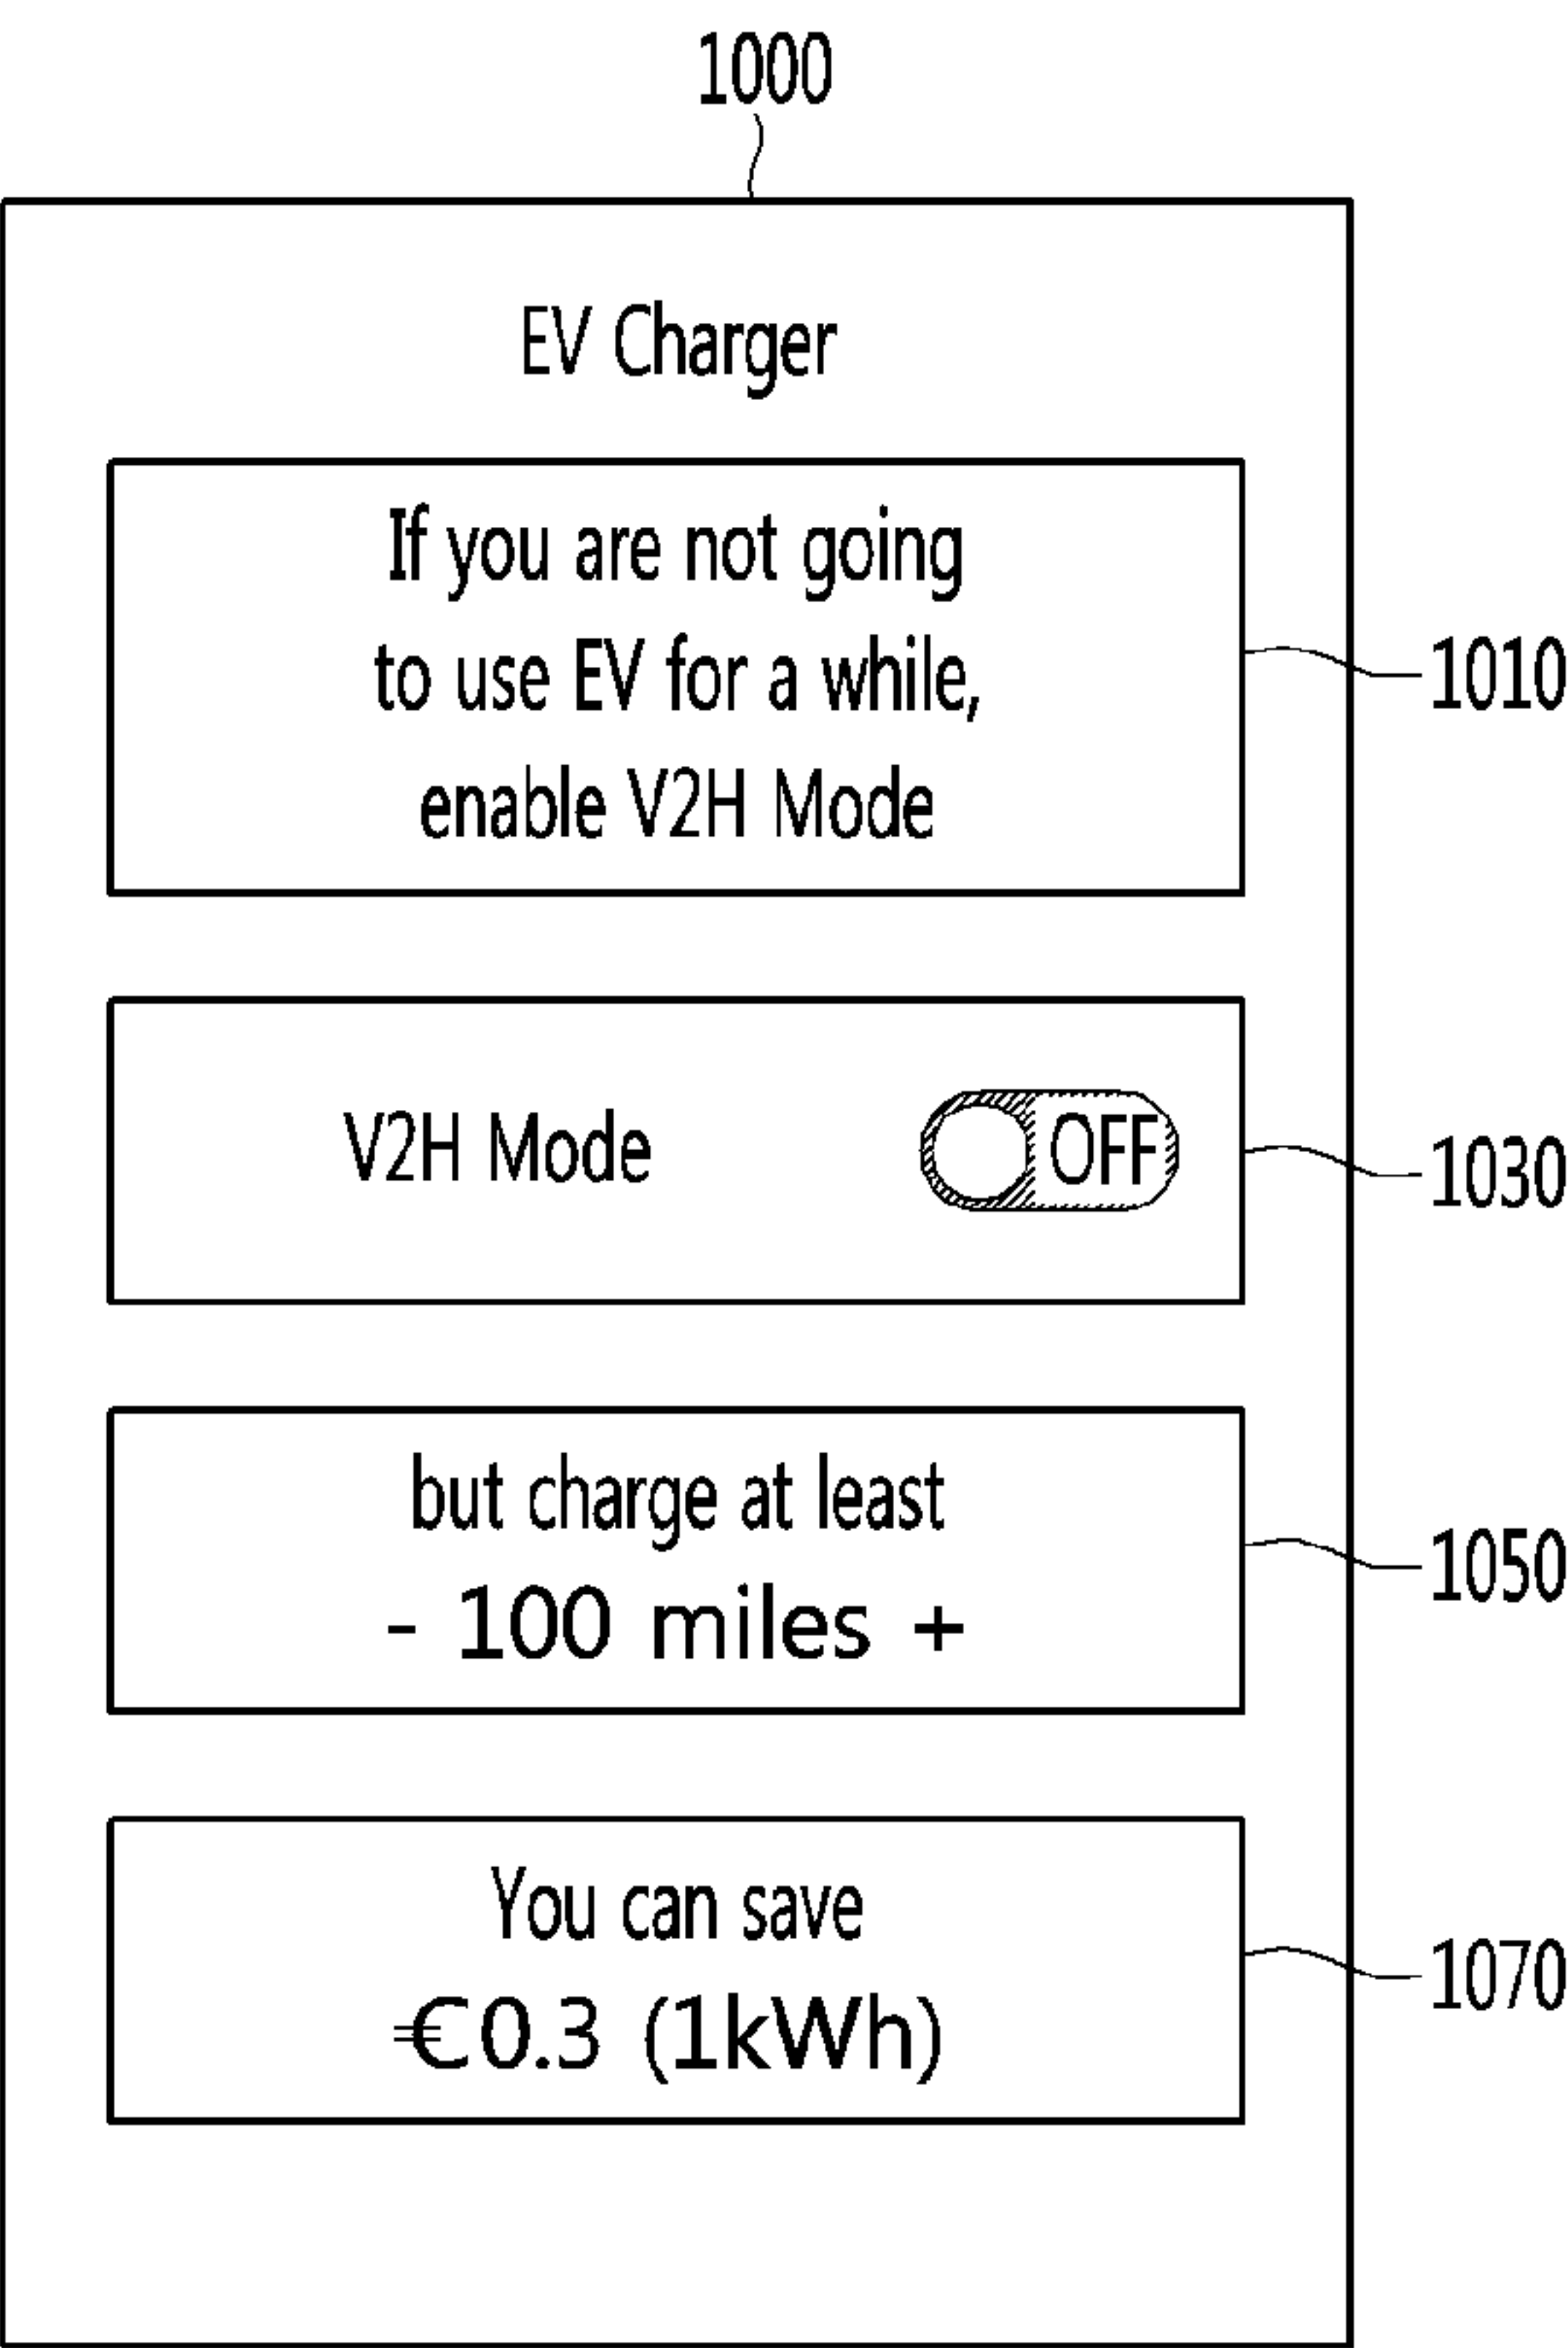 1000
EV Charger
If you are not going
to use EV for a while,
enable V2H Mode
1010
V2H Mode OFF
1030
but charge at least
- 100 miles +
1050
You can save
€0.3 (1kWh)
1070